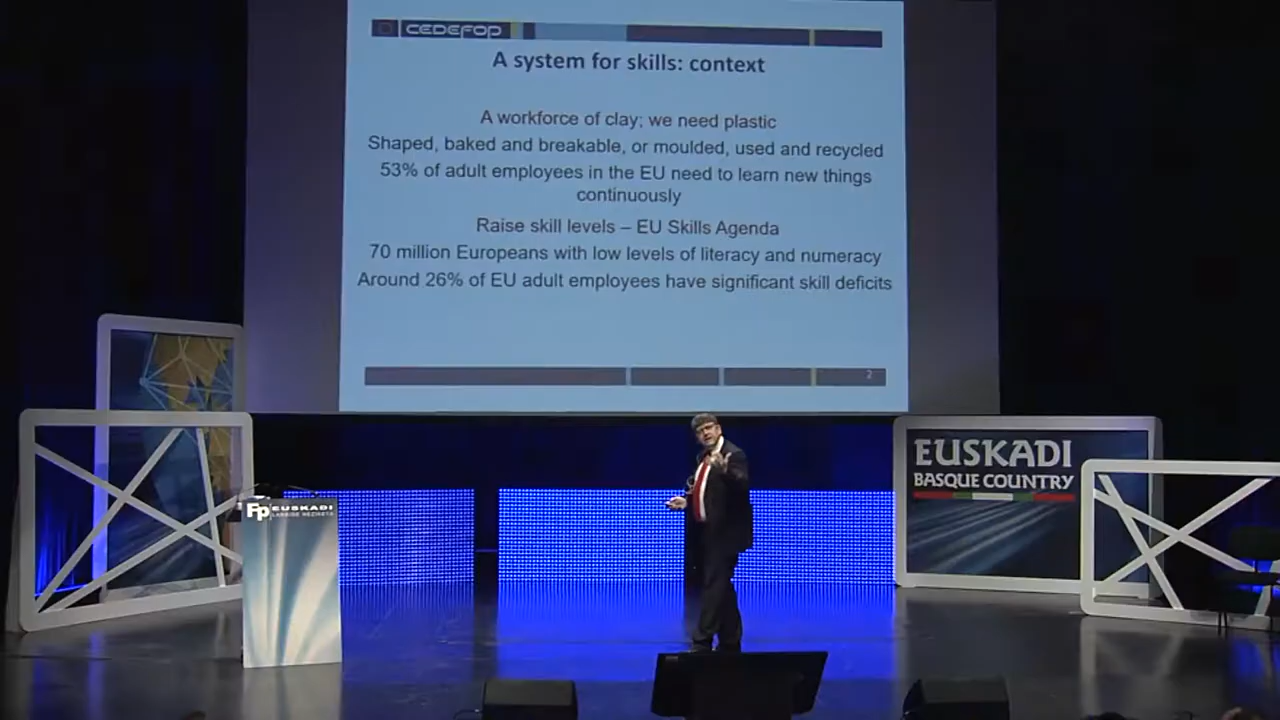 CEDEFOP
A system for skills: context
A workforce of clay; we need plastic
Shaped, baked and breakable, or moulded, used and recycled
53% of adult employees in the EU need to learn new things
continuously
Raise skill levels – EU Skills Agenda
70 million Europeans with low levels of literacy and numeracy
Around 26% of EU adult employees have significant skill deficits
2
EUSKADI
BASQUE COUNTRY
Fp EUSKADI
LANBIDE HEZIKETA